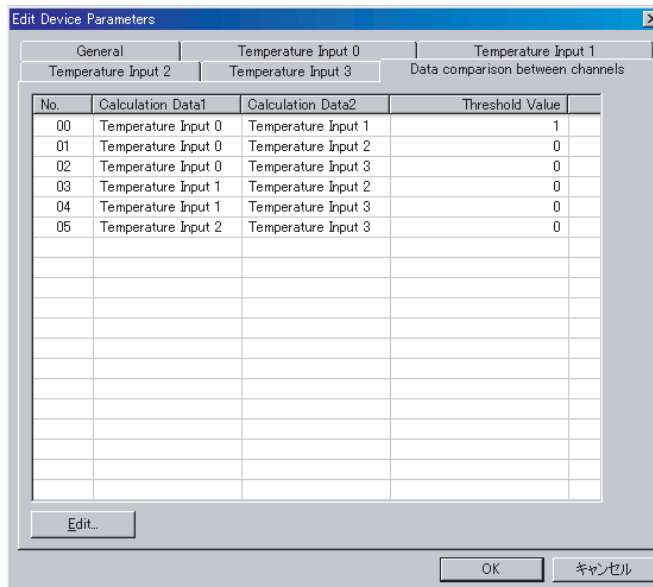 Edit Device Parameters
General Temperature Input 0 Temperature Input 1
Temperature Input 2 Temperature Input 3 Data comparison between channels
No. Calculation Data1 Calculation Data2 Threshold Value
00 Temperature Input 0 Temperature Input 1 1
01 Temperature Input 0 Temperature Input 2 0
02 Temperature Input 0 Temperature Input 3 0
03 Temperature Input 1 Temperature Input 2 0
04 Temperature Input 1 Temperature Input 3 0
05 Temperature Input 2 Temperature Input 3 0
Edit...
OK キャンセル